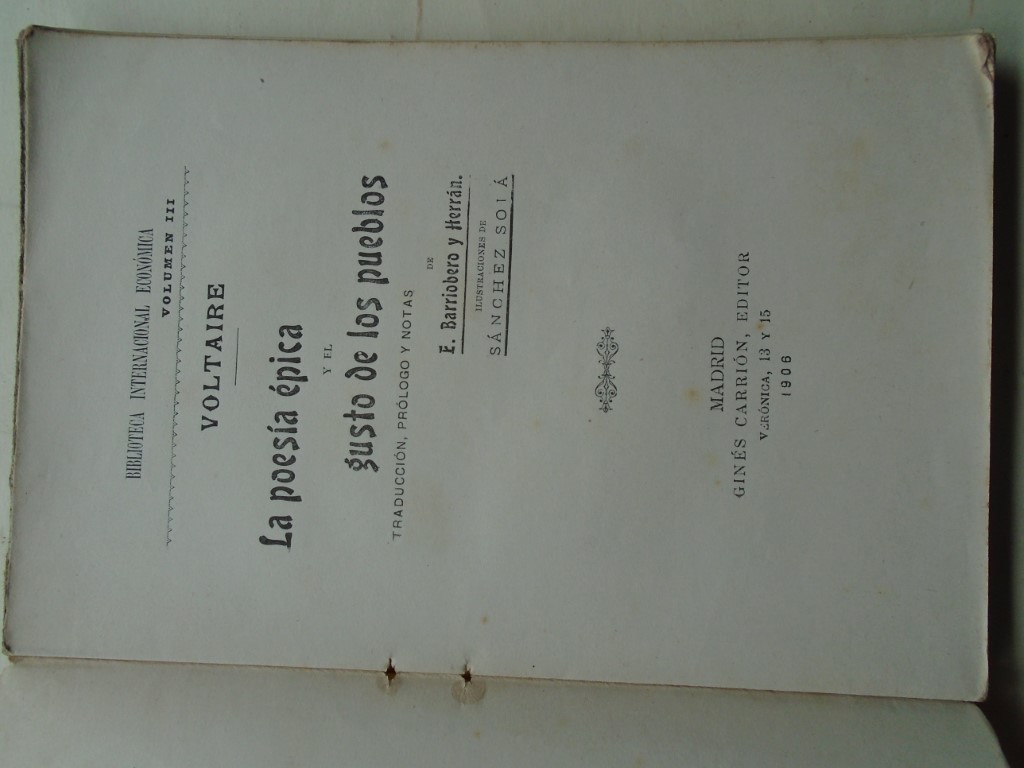 BIBLIOTECA INTERNACIONAL ECONÓMICA
VOLUMEN III
VOLTAIRE
La poesía épica
Y EL
gusto de los pueblos
TRADUCCIÓN, PRÓLOGO Y NOTAS
DE
E. Barriobero y Herrán.
ILUSTRACIONES DE
SÁNCHEZ SOLÁ
MADRID
GINÉS CARRIÓN, EDITOR
VERÓNICA, 13 Y 15
1906